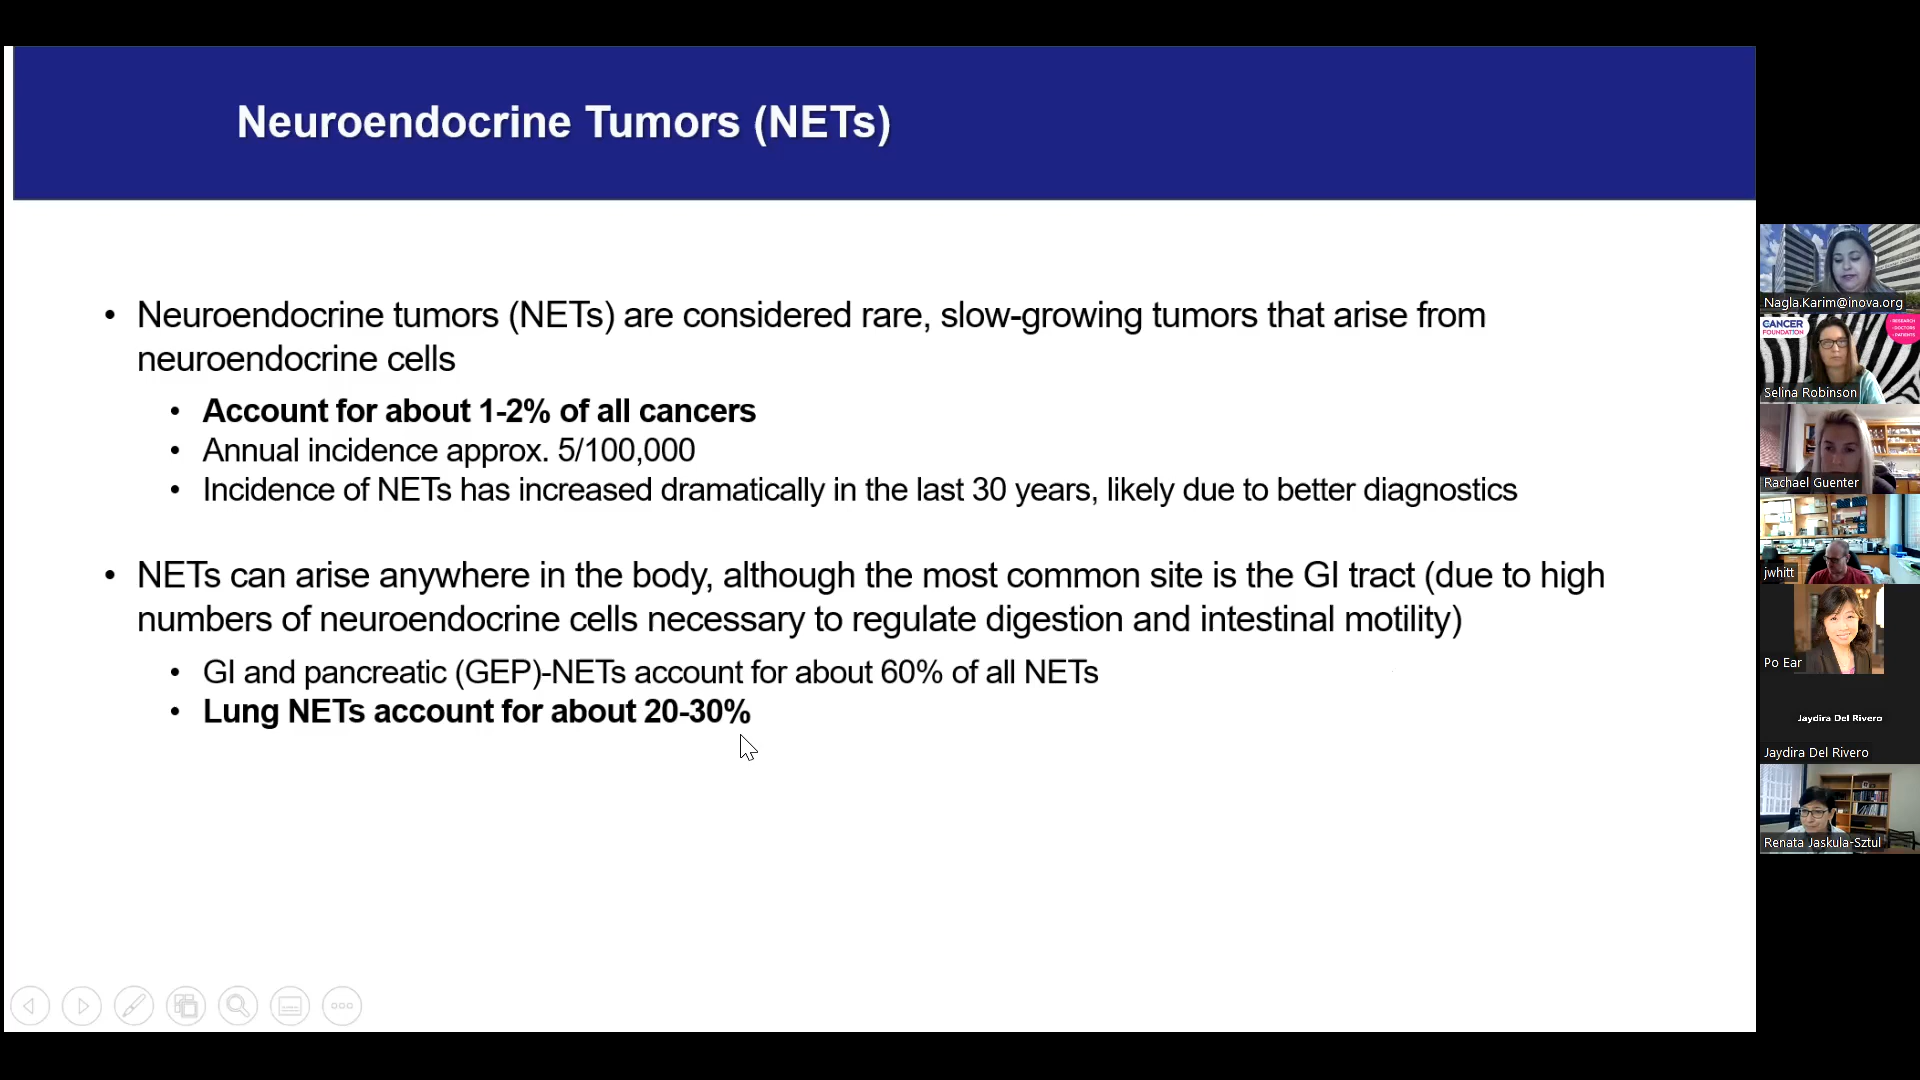 Neuroendocrine Tumors (NETs)
• Neuroendocrine tumors (NETs) are considered rare, slow-growing tumors that arise from
neuroendocrine cells
• Account for about 1-2% of all cancers
• Annual incidence approx. 5/100,000
• Incidence of NETs has increased dramatically in the last 30 years, likely due to better diagnostics
• NETs can arise anywhere in the body, although the most common site is the GI tract (due to high
numbers of neuroendocrine cells necessary to regulate digestion and intestinal motility)
• GI and pancreatic (GEP)-NETs account for about 60% of all NETs
• Lung NETs account for about 20-30%
Nagla.Karim@inova.org
CANCER
FOUNDATION
• RESEARCH
• DOCTORS
• PATIENTS
Selina Robinson
Rachael Guenter
jwhitt
Po Ear
Jaydira Del Rivero
Jaydira Del Rivero
Renata Jaskula-Sztul